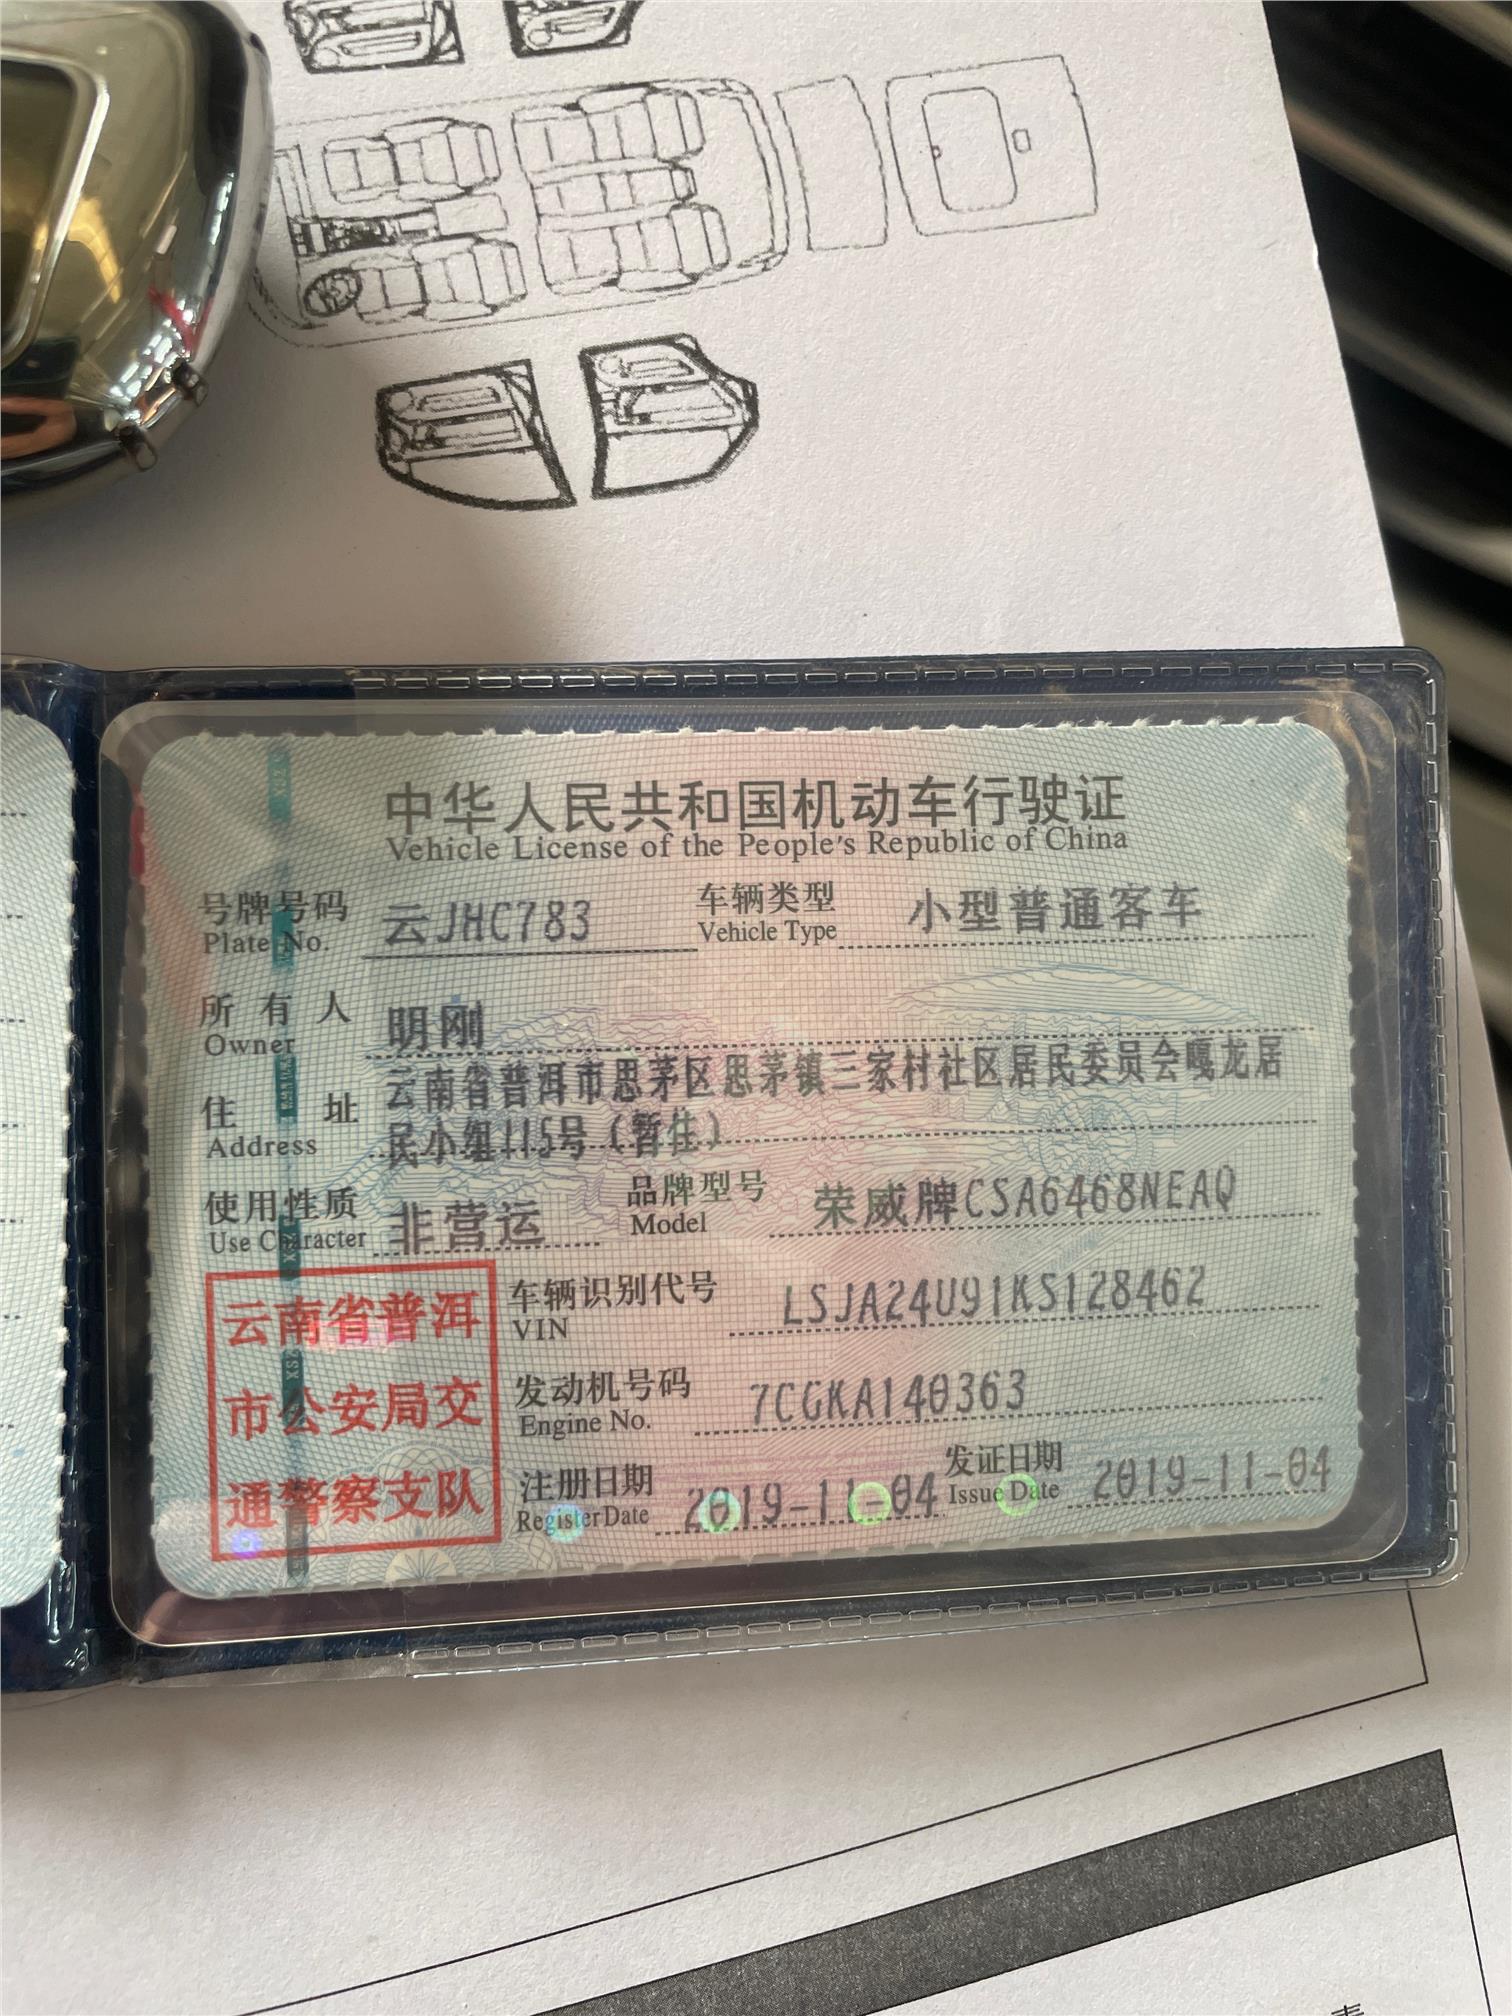 中华人民共和国机动车行驶证
Vehicle License of the People's Republic of China
号牌号码 云JHC783 车辆类型 小型普通客车
Plate No. Vehicle Type
所有人 明刚
Owner
云南省普洱市思茅区思茅镇三家村社区居民委员会嘎龙居
住址 民小组115号（暂住）
Address
使用性质 非营运 品牌型号 荣威牌CSA6468NEAQ
Use Character Model
云南省普洱
市公安局交
通警察支队
车辆识别代号 LSJA24U91KS128462
VIN
发动机号码 7CGKA140363
Engine No.
注册日期 2019-11-04 发证日期 2019-11-04
Register Date Issue Date